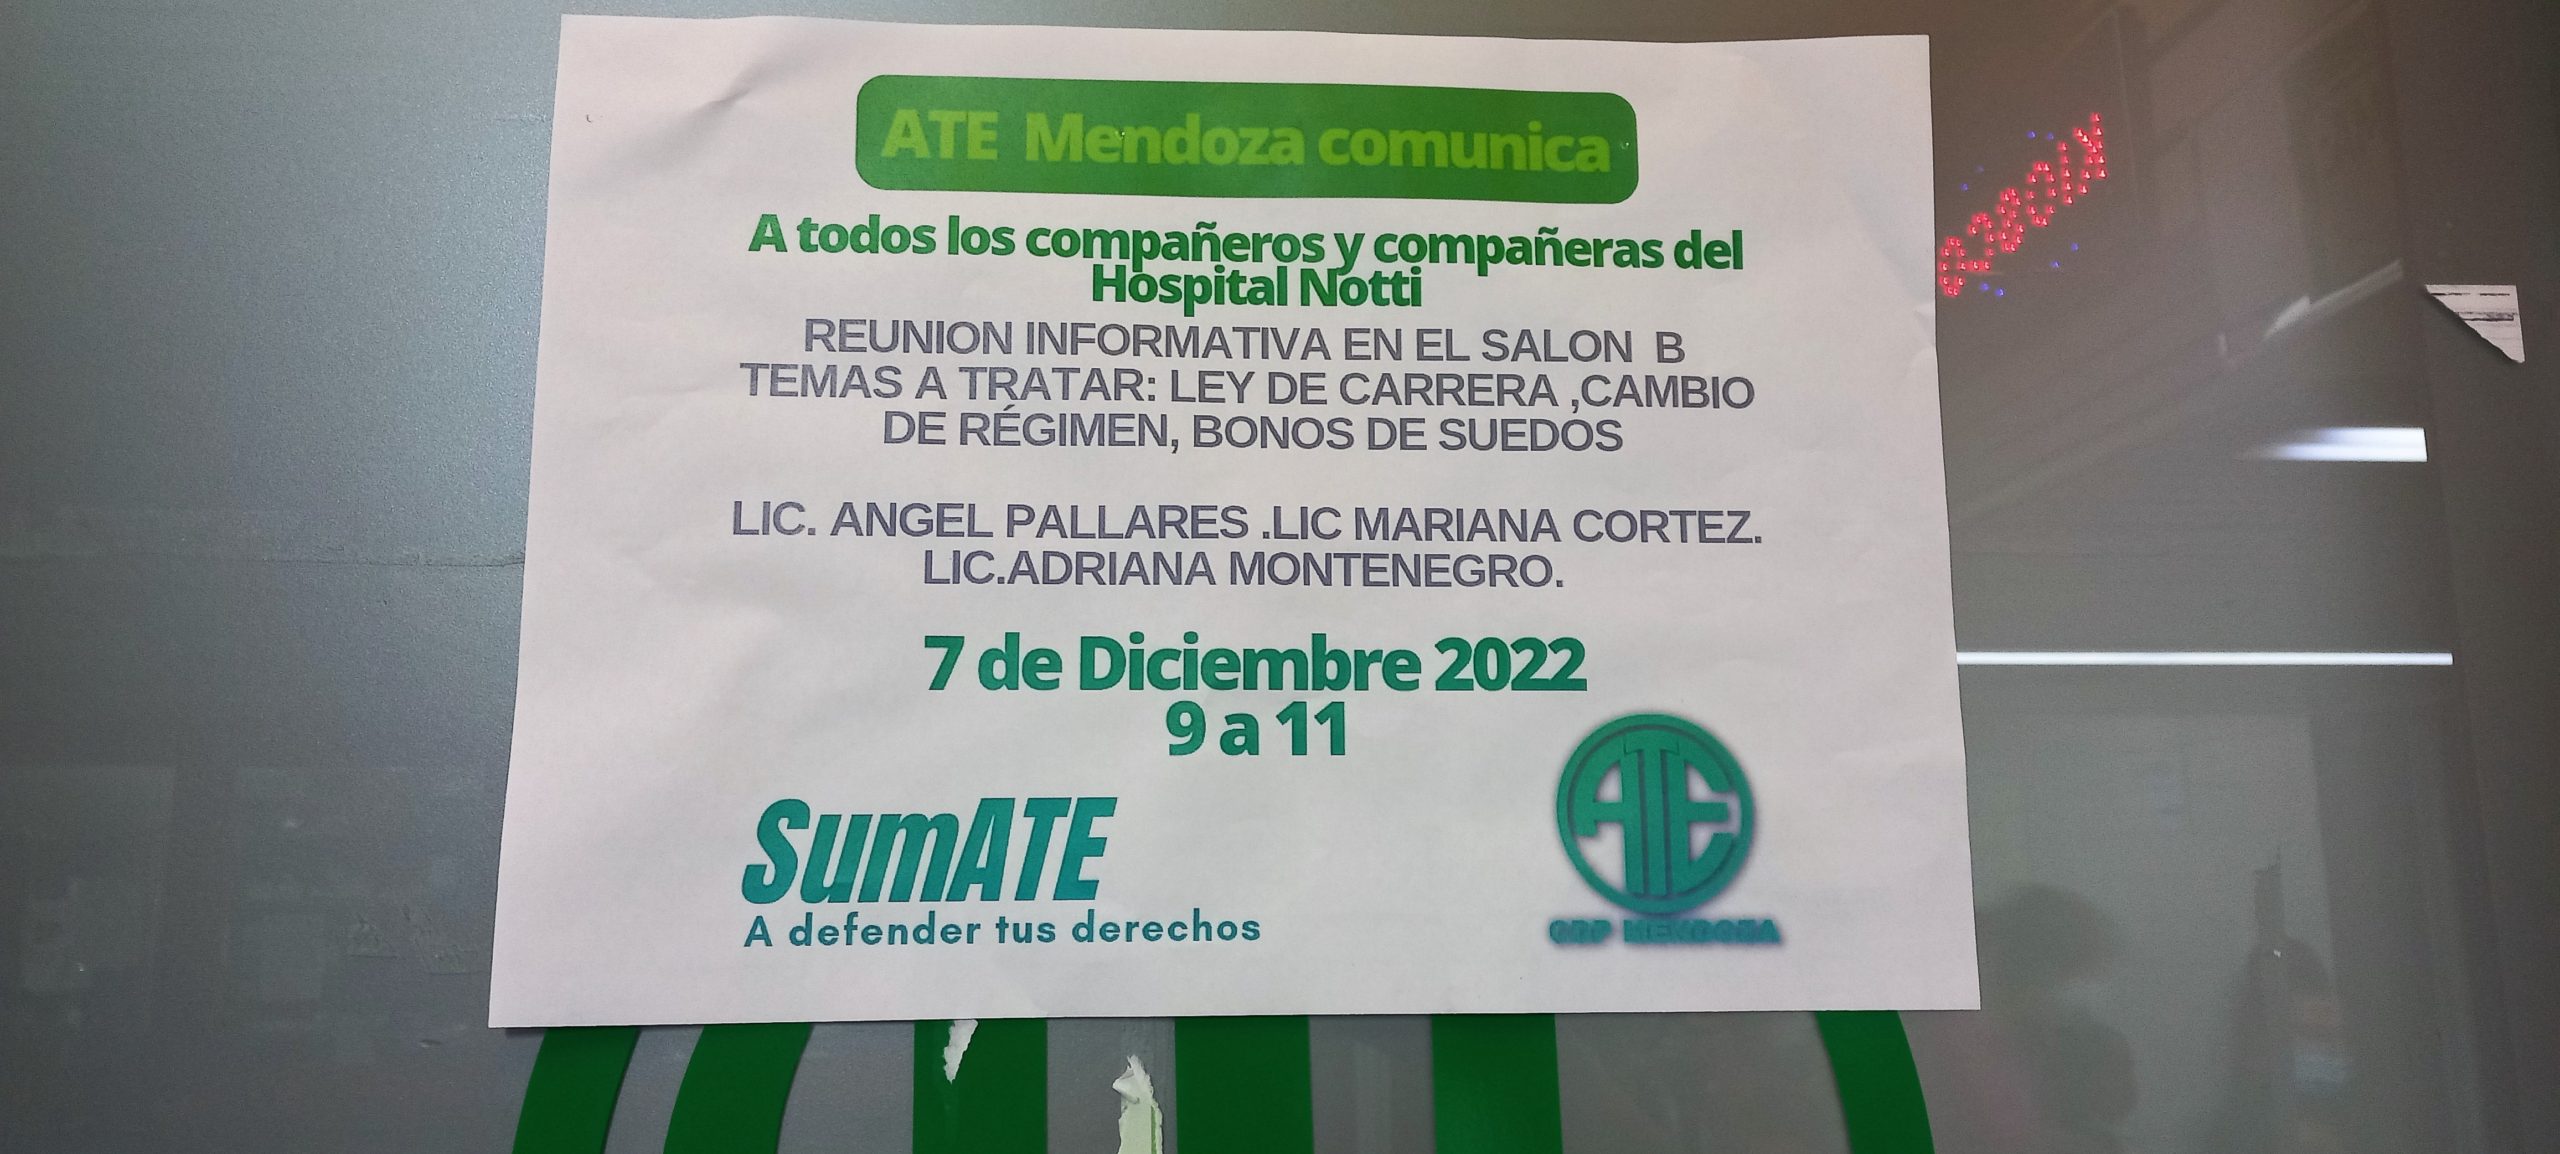 ATE Mendoza comunica
A todos los compañeros y compañeras del
Hospital Notti
REUNION INFORMATIVA EN EL SALON B
TEMAS A TRATAR: LEY DE CARRERA ,CAMBIO
DE RÉGIMEN, BONOS DE SUEDOS
LIC. ANGEL PALLARES .LIC MARIANA CORTEZ.
LIC.ADRIANA MONTENEGRO.
7 de Diciembre 2022
9 a 11
SumATE
A defender tus derechos
ATE
CDP MENDOZA